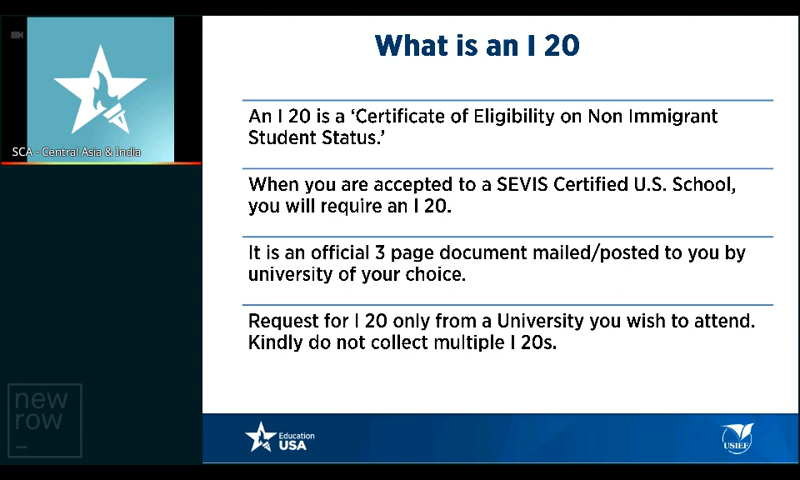 What is an I 20
SCA - Central Asia & India
An I 20 is a ‘Certificate of Eligibility on Non Immigrant
Student Status.’
When you are accepted to a SEVIS Certified U.S. School,
you will require an I 20.
It is an official 3 page document mailed/posted to you by
university of your choice.
Request for I 20 only from a University you wish to attend.
Kindly do not collect multiple I 20s.
new
row
Education
USA
USIEF